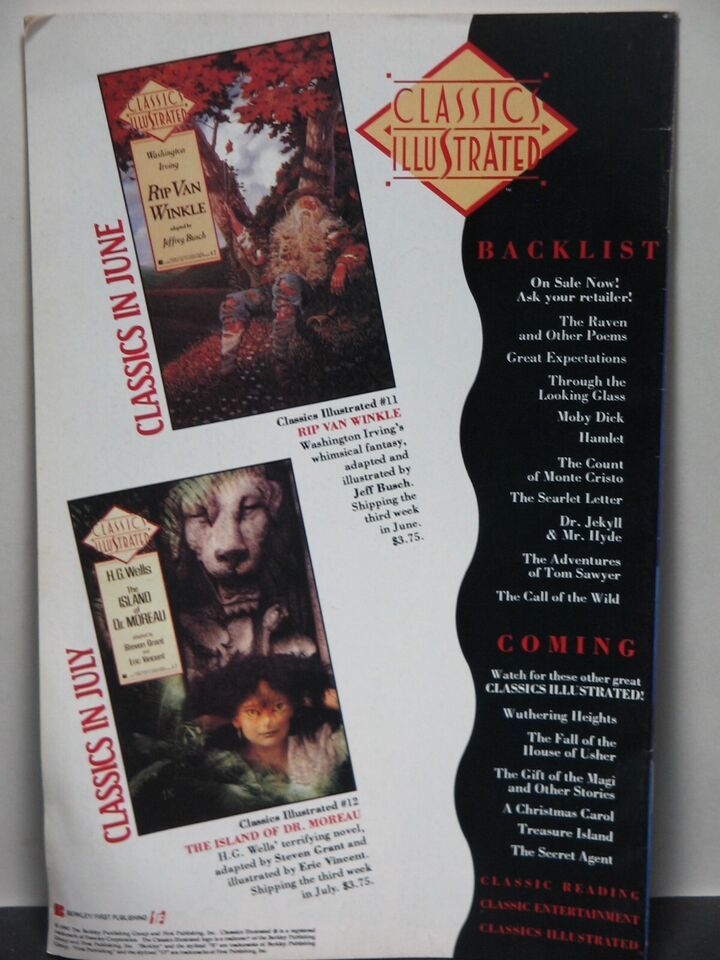 CLASSICS
ILLUSTRATED
Washington
Irving
RIP VAN
WINKLE
adapted by
Jeffrey Busch
CLASSICS IN JUNE
Classics Illustrated #11
RIP VAN WINKLE
Washington Irving's
whimsical fantasy,
adapted and
illustrated by
Jeff Busch.
Shipping the
third week
in June.
$3.75.
CLASSICS
ILLUSTRATED
H.G. Wells
The
ISLAND
of
Dr. MOREAU
adapted by
Steven Grant
and
Eric Vincent
CLASSICS IN JULY
Classics Illustrated #12
THE ISLAND OF DR. MOREAU
H.G. Wells' terrifying novel,
adapted by Steven Grant and
illustrated by Eric Vincent.
Shipping the third week
in July. $3.75.
BERKLEY FIRST PUBLISHING
CLASSICS
ILLUSTRATED
BACKLIST
On Sale Now!
Ask your retailer!
The Raven
and Other Poems
Great Expectations
Through the
Looking Glass
Moby Dick
Hamlet
The Count
of Monte Cristo
The Scarlet Letter
Dr. Jekyll
& Mr. Hyde
The Adventures
of Tom Sawyer
The Call of the Wild
COMING
Watch for these other great
CLASSICS ILLUSTRATED!
Wuthering Heights
The Fall of the
House of Usher
The Gift of the Magi
and Other Stories
A Christmas Carol
Treasure Island
The Secret Agent
CLASSIC READING
CLASSIC ENTERTAINMENT
CLASSICS ILLUSTRATED